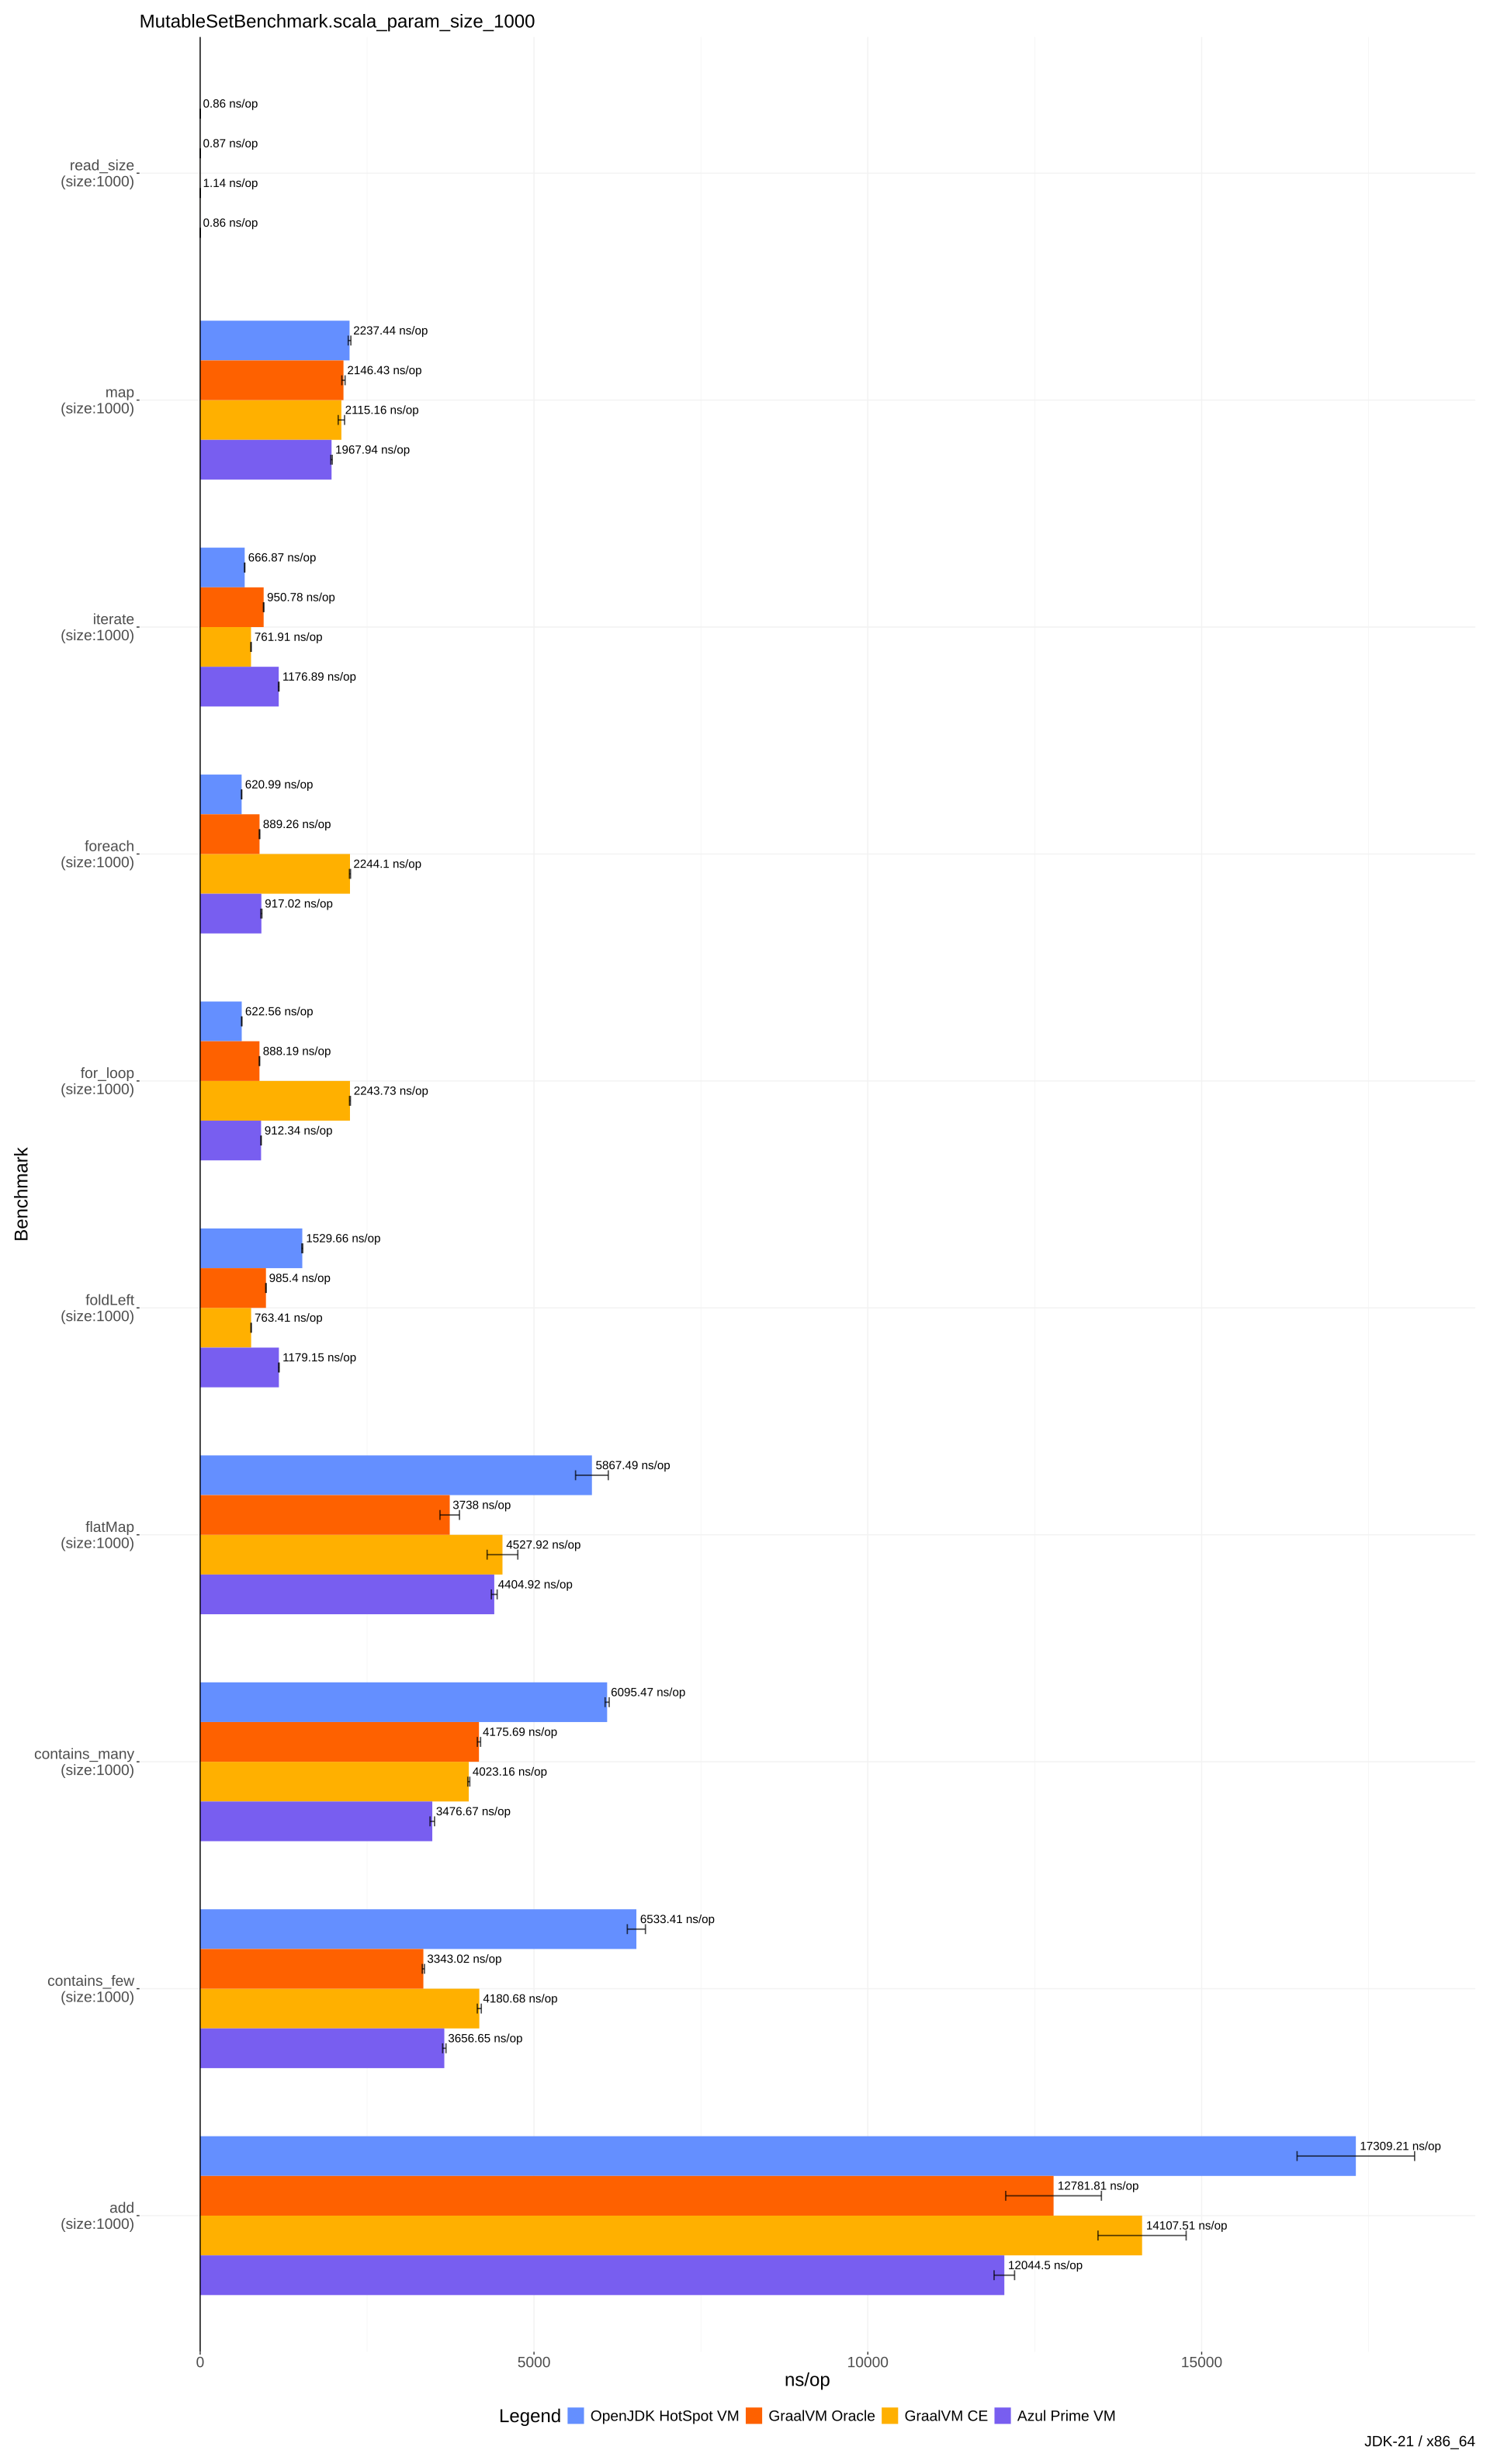 MutableSetBenchmark.scala_param_size_1000
read_size
(size:1000)
0.86 ns/op
0.87 ns/op
1.14 ns/op
0.86 ns/op
map
(size:1000)
2237.44 ns/op
2146.43 ns/op
2115.16 ns/op
1967.94 ns/op
iterate
(size:1000)
666.87 ns/op
950.78 ns/op
761.91 ns/op
1176.89 ns/op
foreach
(size:1000)
620.99 ns/op
889.26 ns/op
2244.1 ns/op
917.02 ns/op
for_loop
(size:1000)
622.56 ns/op
888.19 ns/op
2243.73 ns/op
912.34 ns/op
Benchmark
foldLeft
(size:1000)
1529.66 ns/op
985.4 ns/op
763.41 ns/op
1179.15 ns/op
flatMap
(size:1000)
5867.49 ns/op
3738 ns/op
4527.92 ns/op
4404.92 ns/op
contains_many
(size:1000)
6095.47 ns/op
4175.69 ns/op
4023.16 ns/op
3476.67 ns/op
contains_few
(size:1000)
6533.41 ns/op
3343.02 ns/op
4180.68 ns/op
3656.65 ns/op
add
(size:1000)
17309.21 ns/op
12781.81 ns/op
14107.51 ns/op
12044.5 ns/op
0 5000 10000 15000
ns/op
Legend OpenJDK HotSpot VM GraalVM Oracle GraalVM CE Azul Prime VM
JDK-21 / x86_64